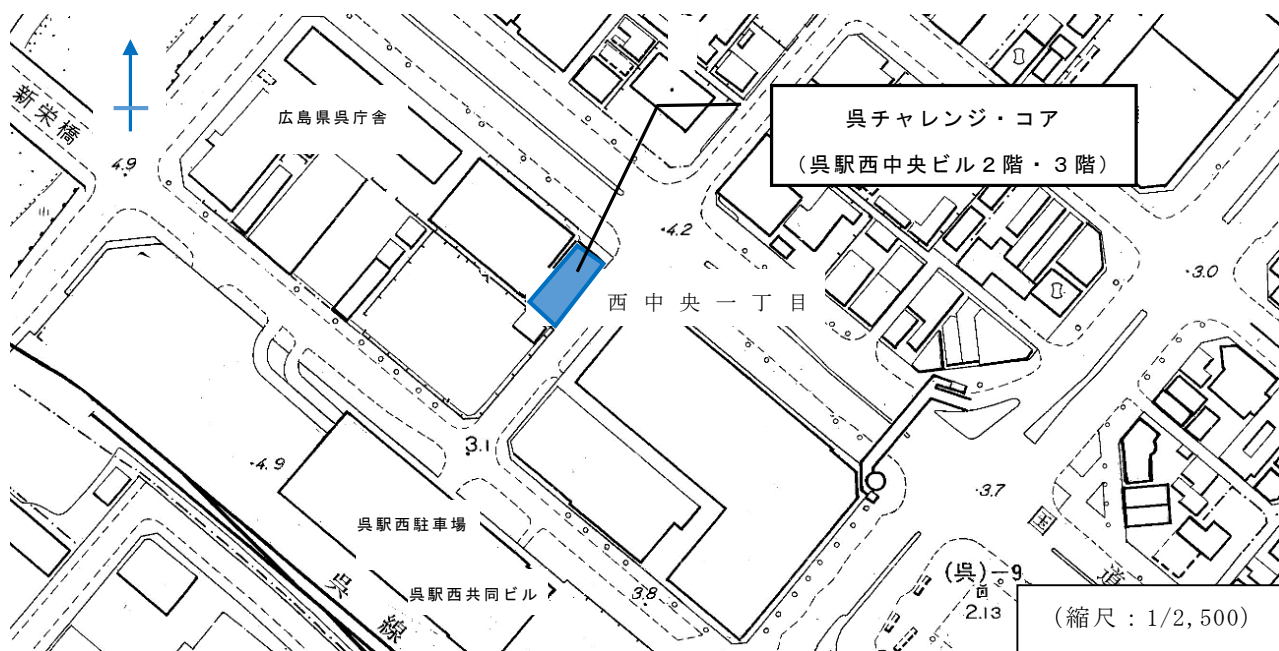 新栄橋
4.9
広島県呉庁舎
呉チャレンジ・コア
(呉駅西中央ビル2階・3階)
4.2
3.0
西中央一丁目
3.1
4.9
3.7
呉駅西駐車場
呉駅西共同ビル
呉線
3.8
(呉)-9
2.13
国道
(縮尺:1/2,500)